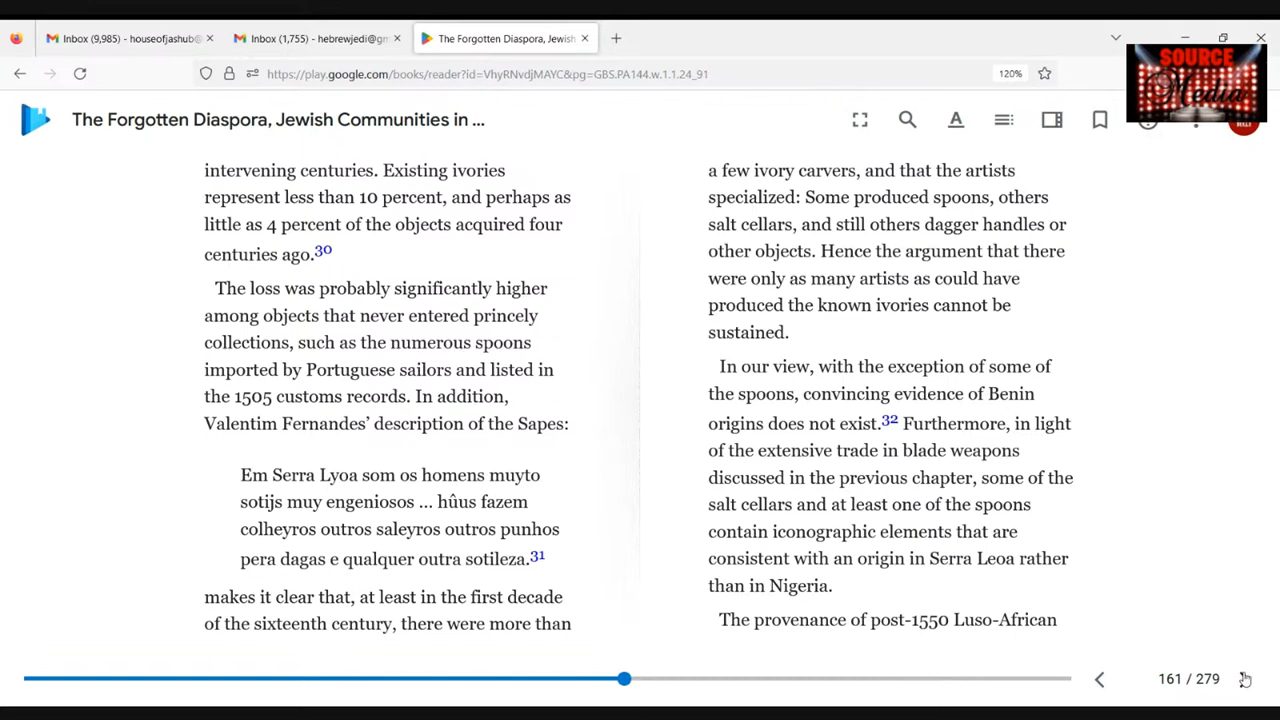 Inbox (9,985) - houseofjashub@
Inbox (1,755) - hebrewjedi@gm
The Forgotten Diaspora, Jewish
https://play.google.com/books/reader?id=VhyRNvdjMAYC&pg=GBS.PA144.w.1.1.24_91
120%
SOURCE
Media
The Forgotten Diaspora, Jewish Communities in ...
intervening centuries. Existing ivories
represent less than 10 percent, and perhaps as
little as 4 percent of the objects acquired four
centuries ago.30
The loss was probably significantly higher
among objects that never entered princely
collections, such as the numerous spoons
imported by Portuguese sailors and listed in
the 1505 customs records. In addition,
Valentim Fernandes’ description of the Sapes:
Em Serra Lyoa som os homens muyto
sotijs muy engeniosos ... hûus fazem
colheyros outros saleyros outros punhos
pera dagas e qualquer outra sotileza.31
makes it clear that, at least in the first decade
of the sixteenth century, there were more than
a few ivory carvers, and that the artists
specialized: Some produced spoons, others
salt cellars, and still others dagger handles or
other objects. Hence the argument that there
were only as many artists as could have
produced the known ivories cannot be
sustained.
In our view, with the exception of some of
the spoons, convincing evidence of Benin
origins does not exist.32 Furthermore, in light
of the extensive trade in blade weapons
discussed in the previous chapter, some of the
salt cellars and at least one of the spoons
contain iconographic elements that are
consistent with an origin in Serra Leoa rather
than in Nigeria.
The provenance of post-1550 Luso-African
161 / 279